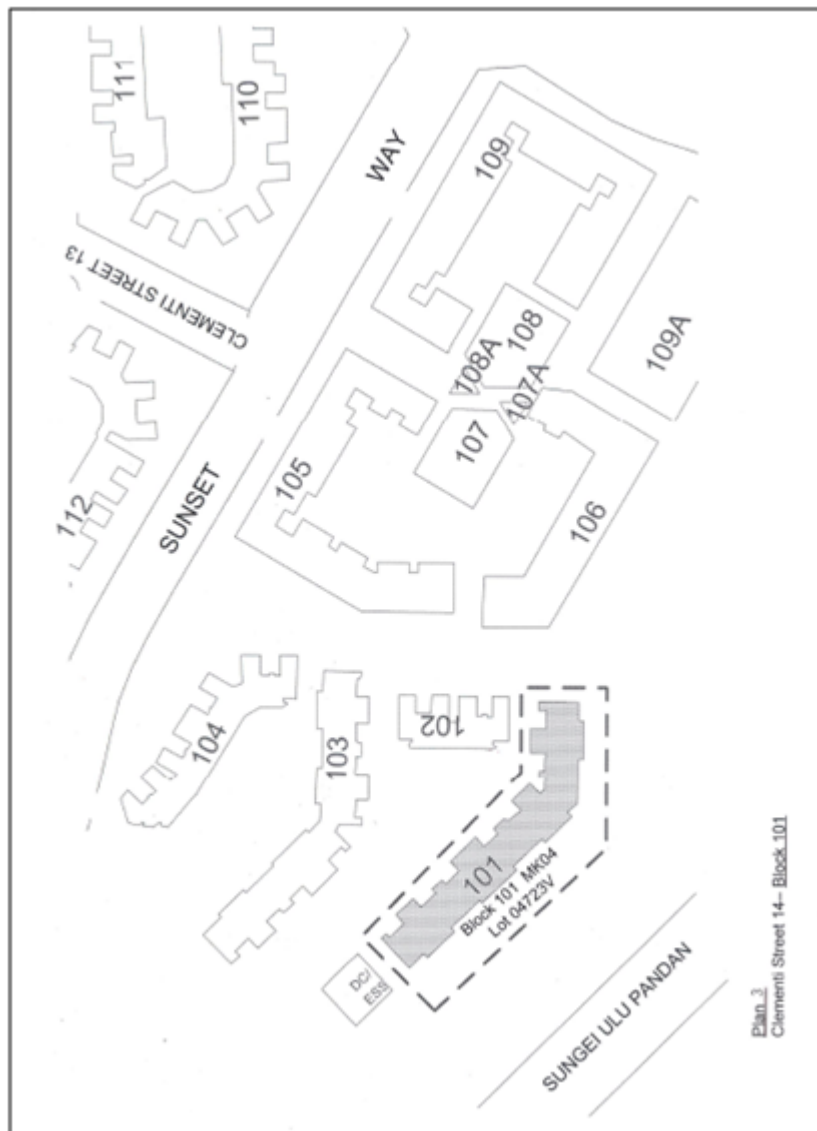 111
110
WAY
109
CLEMENTI STREET 13
108A
108
107A
109A
112
SUNSET
105
107
106
104
103
102
101
Block 101 MK04
Lot 04723V
DC/
ESS
SUNGEI ULU PANDAN
Plan 3
Clementi Street 14– Block 101